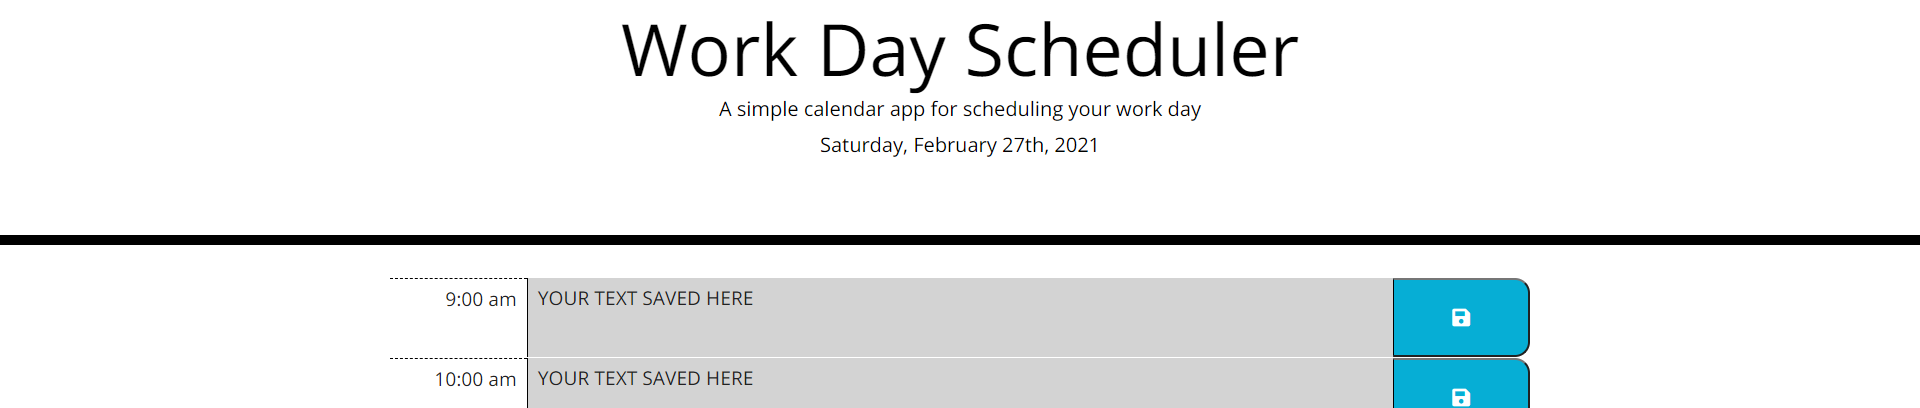 Work Day Scheduler
A simple calendar app for scheduling your work day
Saturday, February 27th, 2021
9:00 am YOUR TEXT SAVED HERE
10:00 am YOUR TEXT SAVED HERE